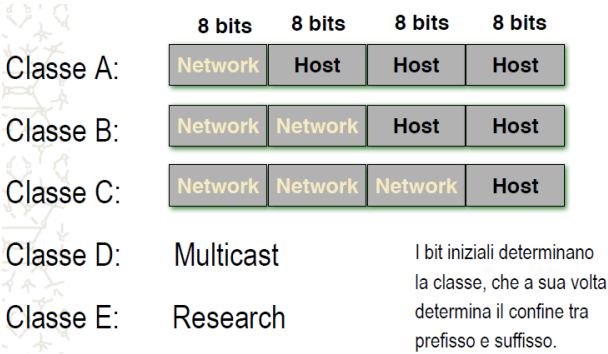 8 bits 8 bits 8 bits 8 bits
Classe A: Network Host Host Host
Classe B: Network Network Host Host
Classe C: Network Network Network Host
Classe D: Multicast
Classe E: Research
I bit iniziali determinano
la classe, che a sua volta
determina il confine tra
prefisso e suffisso.